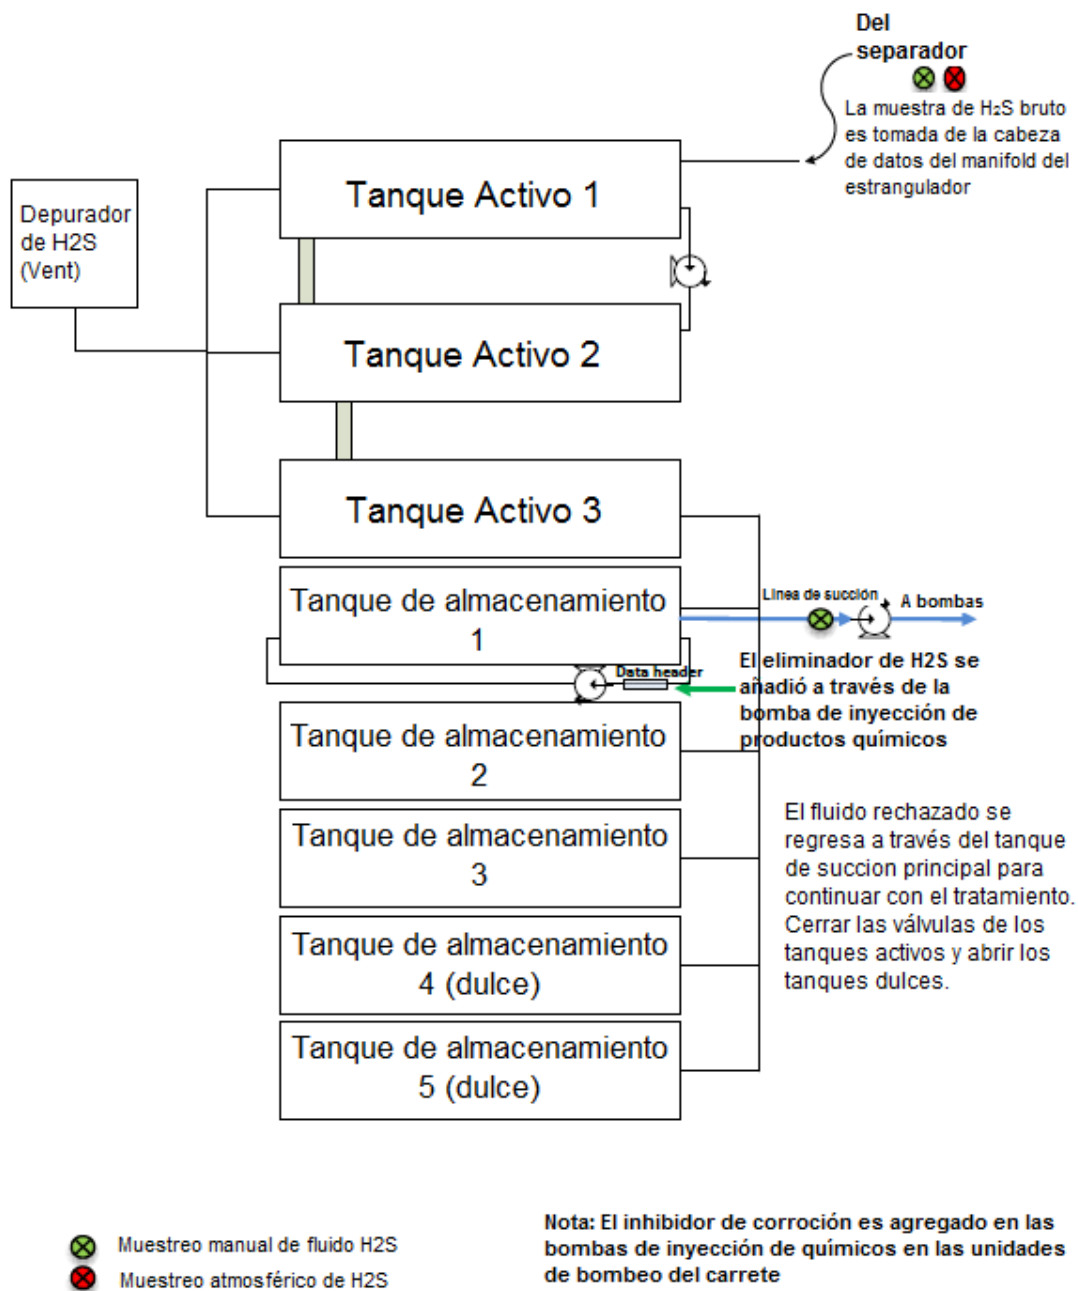 Del
separador
La muestra de H₂S bruto
es tomada de la cabeza
de datos del manifold del
estrangulador
Tanque Activo 1
Depurador
de H2S
(Vent)
Tanque Activo 2
Tanque Activo 3
Tanque de almacenamiento
1
Linea de succión
A bombas
Data header
El eliminador de H2S se
añadió a través de la
bomba de inyección de
productos químicos
Tanque de almacenamiento
2
Tanque de almacenamiento
3
El fluido rechazado se
regresa a través del tanque
de succion principal para
continuar con el tratamiento.
Cerrar las válvulas de los
tanques activos y abrir los
tanques dulces.
Tanque de almacenamiento
4 (dulce)
Tanque de almacenamiento
5 (dulce)
Muestreo manual de fluido H2S
Muestreo atmosférico de H2S
Nota: El inhibidor de corroción es agregado en las
bombas de inyección de químicos en las unidades
de bombeo del carrete